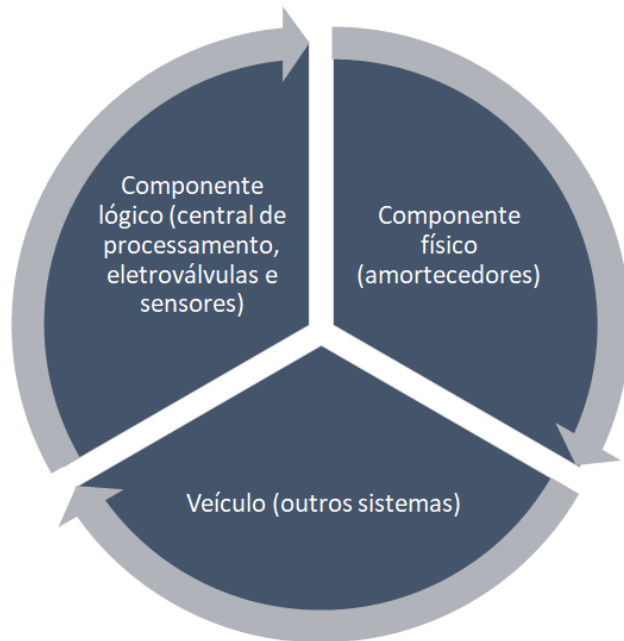 Componente
lógico (central de
processamento,
eletroválvulas e
sensores)
Componente
físico
(amortecedores)
Veículo (outros sistemas)